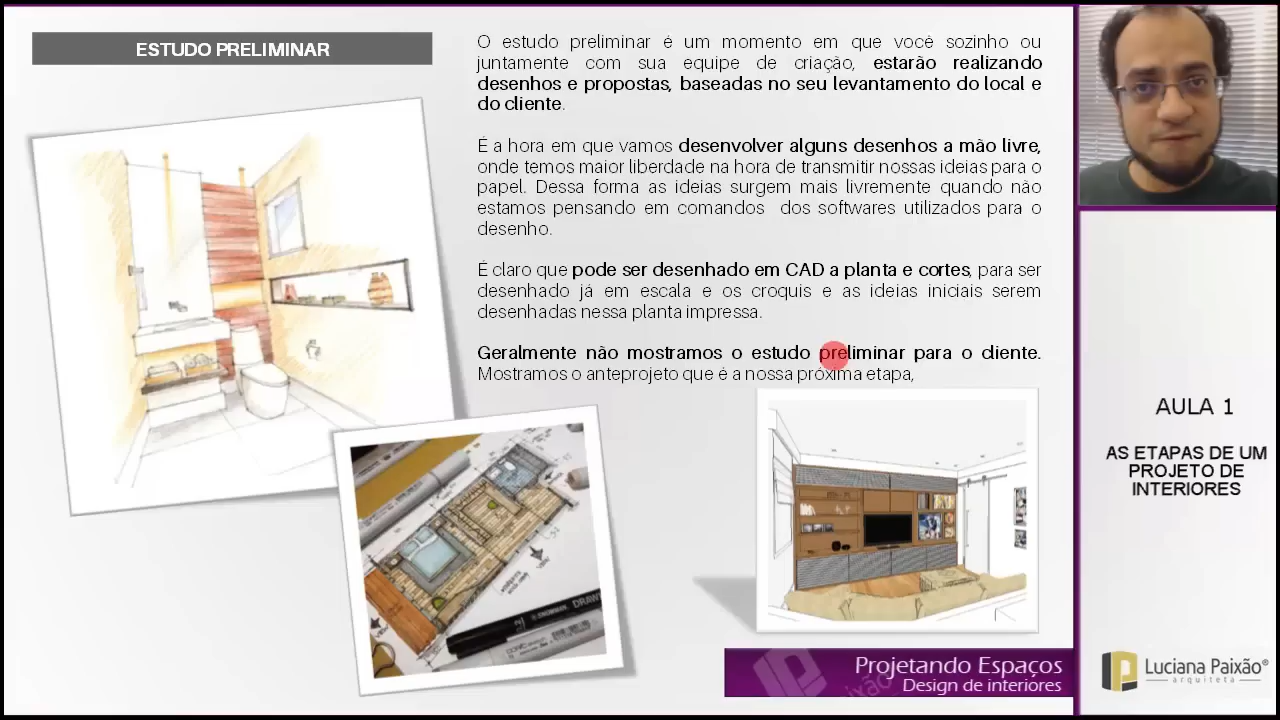 ESTUDO PRELIMINAR
O estudo preliminar é um momento em que você sozinho ou
juntamente com sua equipe de criação, estarão realizando
desenhos e propostas, baseadas no seu levantamento do local e
do cliente.
É a hora em que vamos desenvolver alguns desenhos a mão livre,
onde temos maior liberdade na hora de transmitir nossas ideias para o
papel. Dessa forma as ideias surgem mais livremente quando não
estamos pensando em comandos dos softwares utilizados para o
desenho.
É claro que pode ser desenhado em CAD a planta e cortes, para ser
desenhado já em escala e os croquis e as ideias iniciais serem
desenhadas nessa planta impressa.
Geralmente não mostramos o estudo preliminar para o cliente.
Mostramos o anteprojeto que é a nossa próxima etapa,
Projetando Espaços
Design de interiores
AULA 1
AS ETAPAS DE UM
PROJETO DE
INTERIORES
Luciana Paixão®
arquiteta